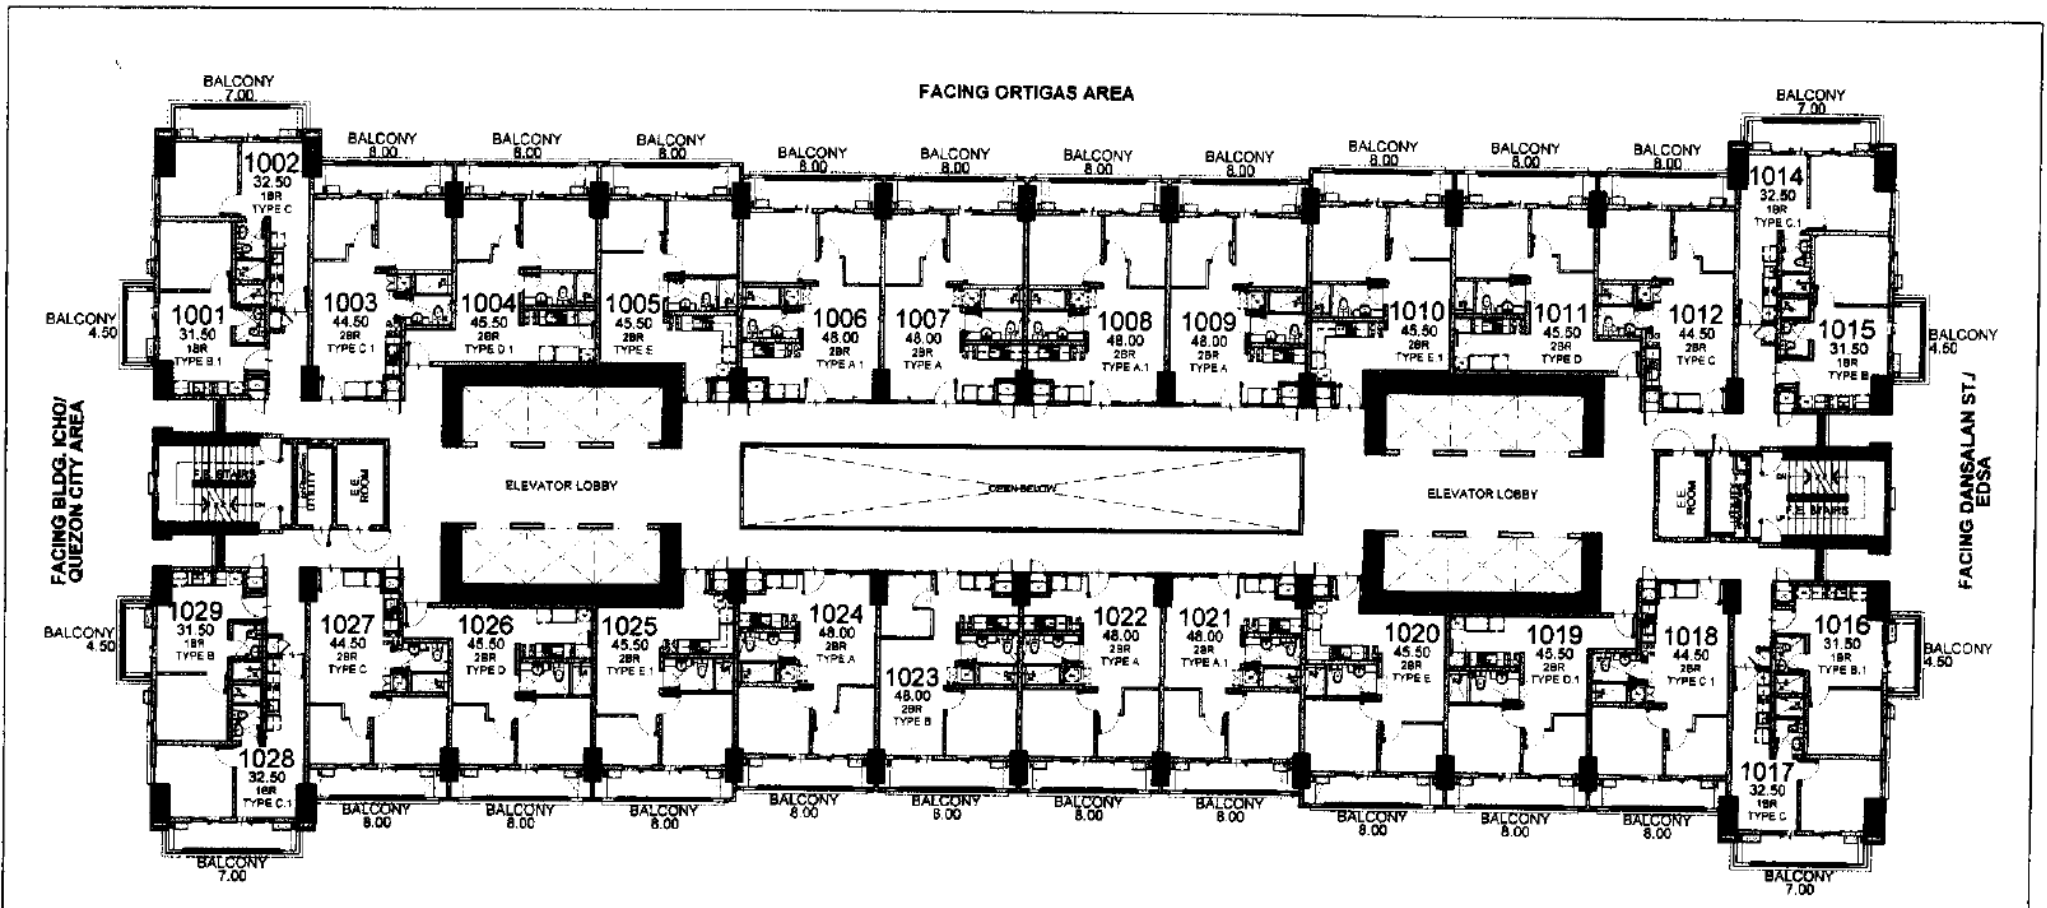 FACING ORTIGAS AREA
BALCONY
7.00
BALCONY
8.00
BALCONY
8.00
BALCONY
8.00
BALCONY
8.00
BALCONY
8.00
BALCONY
8.00
BALCONY
8.00
BALCONY
8.00
BALCONY
8.00
BALCONY
8.00
BALCONY
7.00
1002
32.50
1BR
TYPE C
1001
31.50
1BR
TYPE B.1
BALCONY
4.50
1003
44.50
2BR
TYPE C.1
1004
45.50
2BR
TYPE D.1
1005
45.50
2BR
TYPE E
1006
48.00
2BR
TYPE A.1
1007
48.00
2BR
TYPE A
1008
48.00
2BR
TYPE A.1
1009
48.00
2BR
TYPE A
1010
45.50
2BR
TYPE E.1
1011
45.50
2BR
TYPE D
1012
44.50
2BR
TYPE C
1014
32.50
1BR
TYPE C.1
1015
31.50
1BR
TYPE B
BALCONY
4.50
FACING BLDG. ICHO/
QUEZON CITY AREA
F.E. STAIRS
UTILITY
E.E.
ROOM
ELEVATOR LOBBY
OPEN BELOW
ELEVATOR LOBBY
E.E.
ROOM
F.E. STAIRS
FACING DANSALAN ST./
EDSA
1029
31.50
1BR
TYPE B
BALCONY
4.50
1028
32.50
1BR
TYPE C.1
1027
44.50
2BR
TYPE C
1026
45.50
2BR
TYPE D
1025
45.50
2BR
TYPE E.1
1024
48.00
2BR
TYPE A
1023
48.00
2BR
TYPE B
1022
48.00
2BR
TYPE A
1021
48.00
2BR
TYPE A.1
1020
45.50
2BR
TYPE E
1019
45.50
2BR
TYPE D.1
1018
44.50
2BR
TYPE C.1
1016
31.50
1BR
TYPE B.1
BALCONY
4.50
1017
32.50
1BR
TYPE C
BALCONY
7.00
BALCONY
8.00
BALCONY
8.00
BALCONY
8.00
BALCONY
8.00
BALCONY
6.00
BALCONY
8.00
BALCONY
8.00
BALCONY
8.00
BALCONY
8.00
BALCONY
8.00
BALCONY
7.00